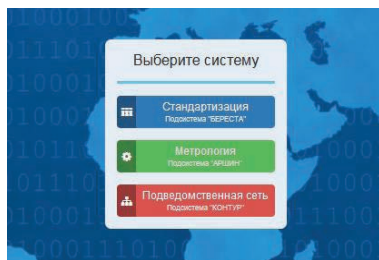 Выберите систему
Стандартизация
Подсистема "БЕРЕСТА"
Метрология
Подсистема "АРШИН"
Подведомственная сеть
Подсистема "КОНТУР"